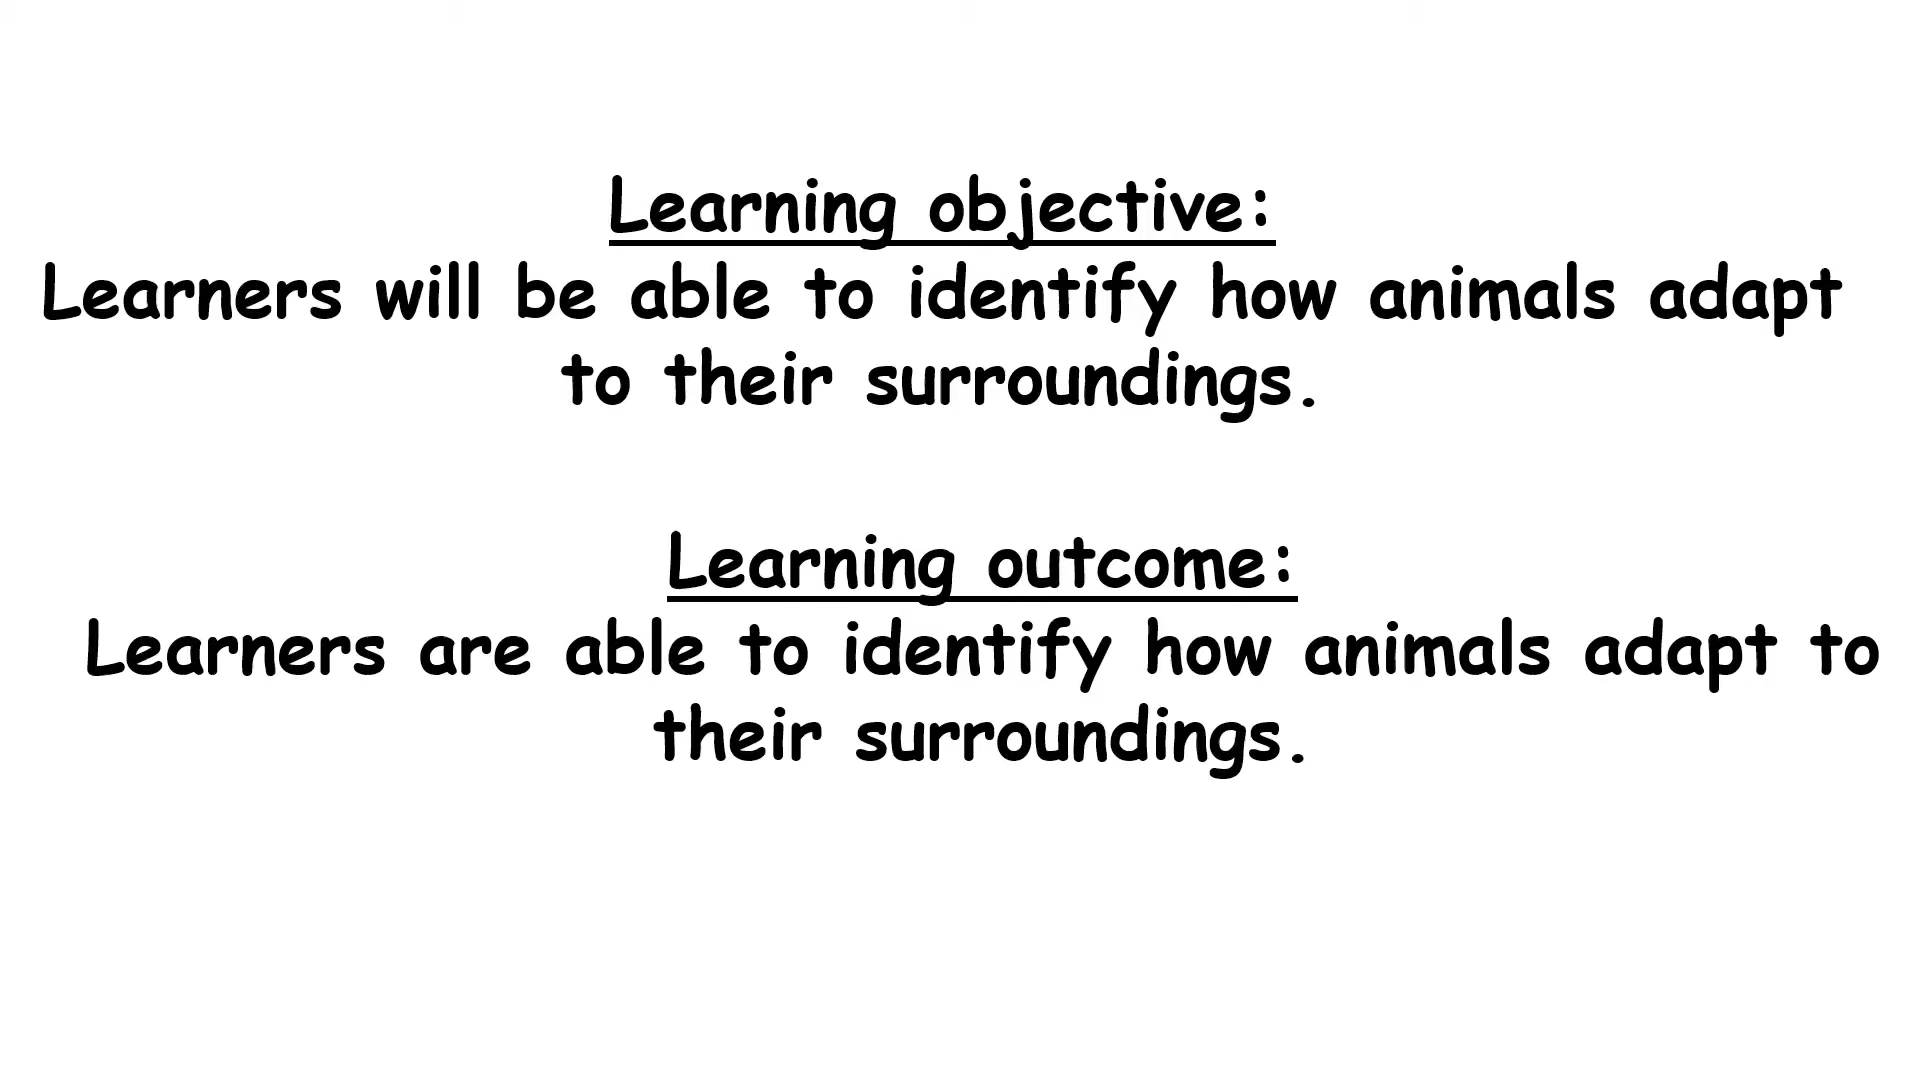 Learning objective:
Learners will be able to identify how animals adapt
to their surroundings.
Learning outcome:
Learners are able to identify how animals adapt to
their surroundings.